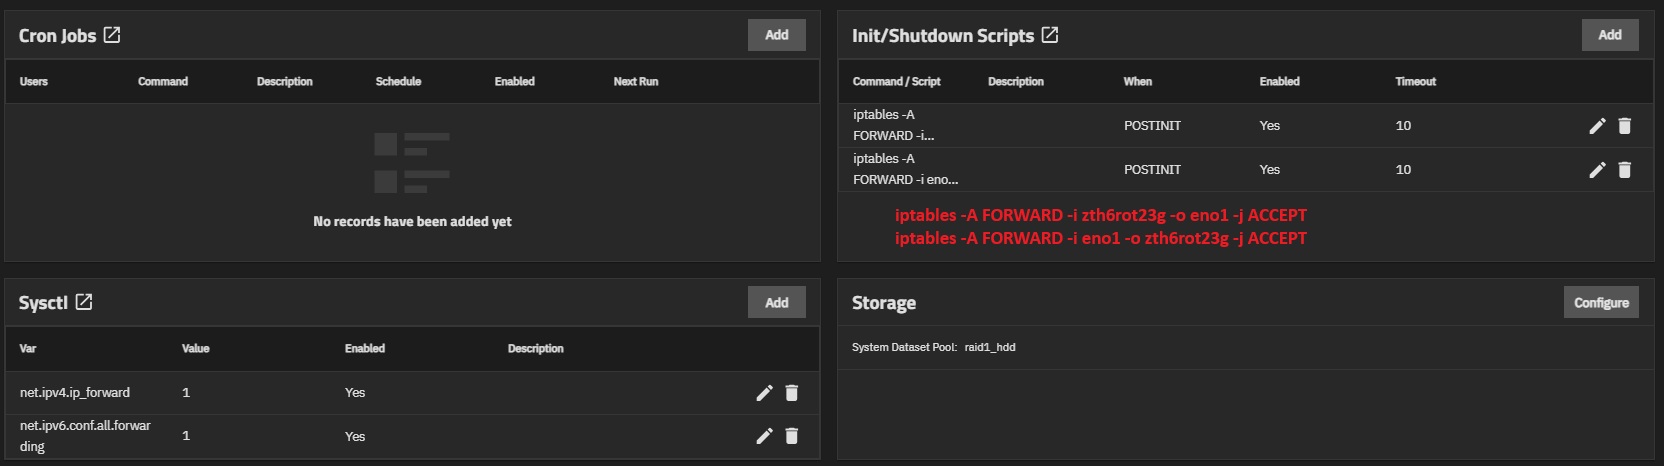 Cron Jobs
Add
Users Command Description Schedule Enabled Next Run
No records have been added yet
Init/Shutdown Scripts
Add
Command / Script Description When Enabled Timeout
iptables -A
FORWARD -i...
POSTINIT Yes 10
iptables -A
FORWARD -i eno...
POSTINIT Yes 10
iptables -A FORWARD -i zth6rot23g -o eno1 -j ACCEPT
iptables -A FORWARD -i eno1 -o zth6rot23g -j ACCEPT
Sysctl
Add
Var Value Enabled Description
net.ipv4.ip_forward 1 Yes
net.ipv6.conf.all.forwar
ding
1 Yes
Storage
Configure
System Dataset Pool: raid1_hdd